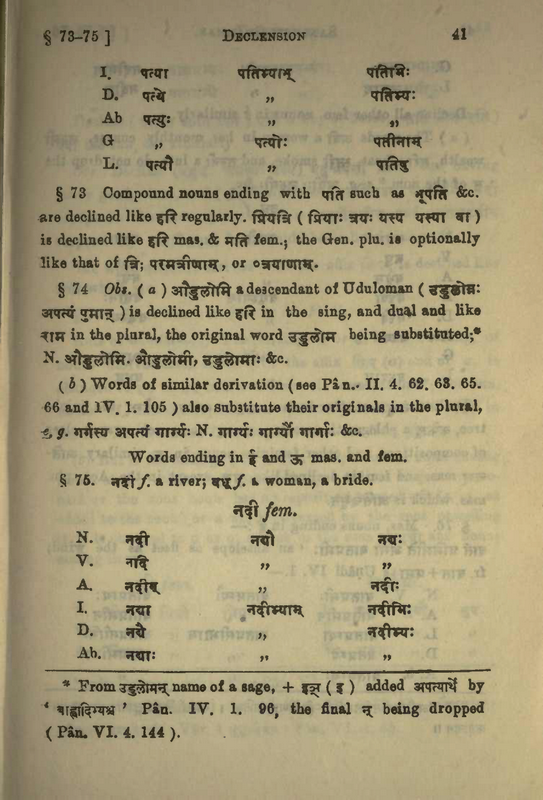 § 73-75 ] DECLENSION 41
I. पत्या पतिभ्याम् पतिभिः
D. पत्ये ,, पतिभ्यः
Ab पत्युः ,, ,,
G ,, पत्योः पतीनाम्
L. पत्यौ ,, पतिषु
§ 73 Compound nouns ending with पति such as भूपति &c.
are declined like हरि regularly. प्रियत्रि ( प्रियाः त्रयः यस्य यस्या वा )
is declined like हरि mas. & मति fem.; the Gen. plu. is optionally
like that of त्रि; परमत्रीणाम्, or ०त्रयाणाम्.
§ 74 Obs. ( a ) औडुलोमि a descendant of Uduloman ( उडुलोम्नः
अपत्यं पुमान् ) is declined like हरि in the sing, and dual and like
राम in the plural, the original word उडुलोम being substituted;*
N. औडुलोमि. औडुलोमी, उडुलोमाः &c.
( b ) Words of similar derivation ( see Pân.. II. 4. 62. 63. 65.
66 and IV. 1. 105 ) also substitute their originals in the plural,
e, g. गर्गस्य अपत्यं गार्ग्यः N. गार्ग्यः गार्ग्यौ गार्गाः &c.
Words ending in ई and ऊ mas. and fem.
§ 75. नदी f. a river; वधू f. a woman, a bride.
नदी fem.
N. नदी नद्यौ नद्यः
V. नदि ,, ,,
A. नदीम् ,, नदीः
I. नद्या नदीभ्याम् नदीभिः
D. नद्यै ,, नदीभ्यः
Ab. नद्याः ,, ,,
* From उडुलोमन् name of a sage, + इञ् ( इ ) added अपत्यार्थे by
' बाह्वादिभ्यश्च ' Pân. IV. 1. 96, the final न् being dropped
( Pân. VI. 4. 144 ).